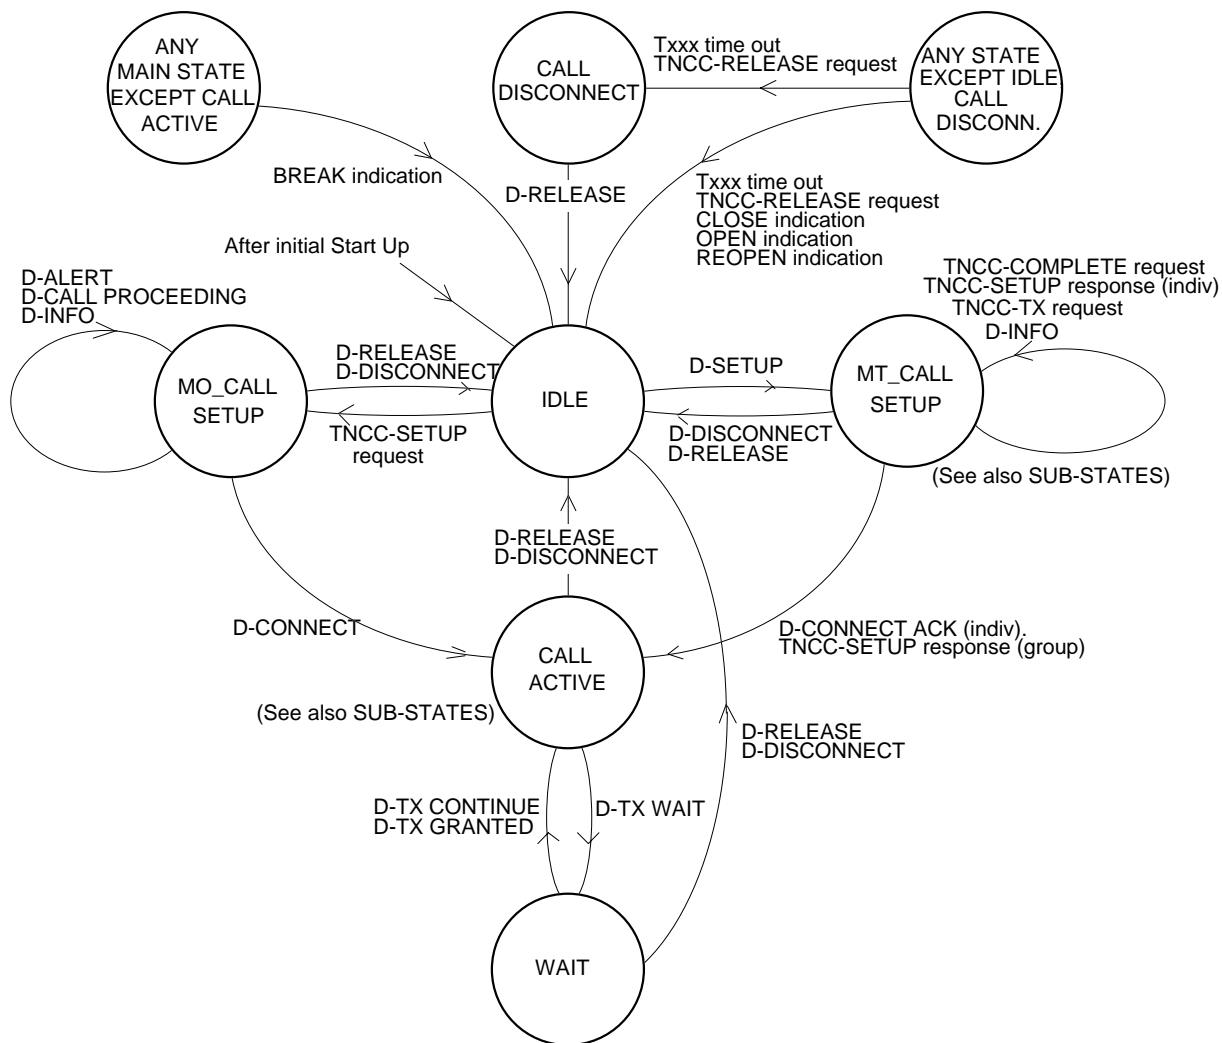 ANY
MAIN STATE
EXCEPT CALL
ACTIVE
CALL
DISCONNECT
Txxx time out
TNCC-RELEASE request
ANY STATE
EXCEPT IDLE
CALL
DISCONN.
BREAK indication
D-RELEASE
Txxx time out
TNCC-RELEASE request
CLOSE indication
OPEN indication
REOPEN indication
After initial Start Up
D-ALERT
D-CALL PROCEEDING
D-INFO
TNCC-COMPLETE request
TNCC-SETUP response (indiv)
TNCC-TX request
D-INFO
MO_CALL
SETUP
D-RELEASE
D-DISCONNECT
TNCC-SETUP
request
IDLE
D-SETUP
D-DISCONNECT
D-RELEASE
MT_CALL
SETUP
(See also SUB-STATES)
D-RELEASE
D-DISCONNECT
D-CONNECT
D-CONNECT ACK (indiv).
TNCC-SETUP response (group)
CALL
ACTIVE
(See also SUB-STATES)
D-RELEASE
D-DISCONNECT
D-TX CONTINUE
D-TX GRANTED
D-TX WAIT
WAIT